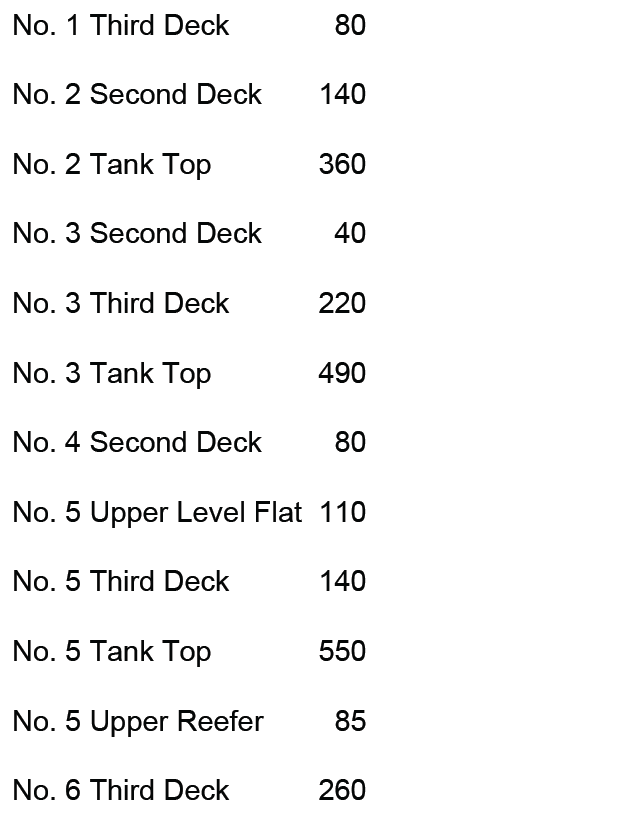 No. 1 Third Deck 80
No. 2 Second Deck 140
No. 2 Tank Top 360
No. 3 Second Deck 40
No. 3 Third Deck 220
No. 3 Tank Top 490
No. 4 Second Deck 80
No. 5 Upper Level Flat 110
No. 5 Third Deck 140
No. 5 Tank Top 550
No. 5 Upper Reefer 85
No. 6 Third Deck 260